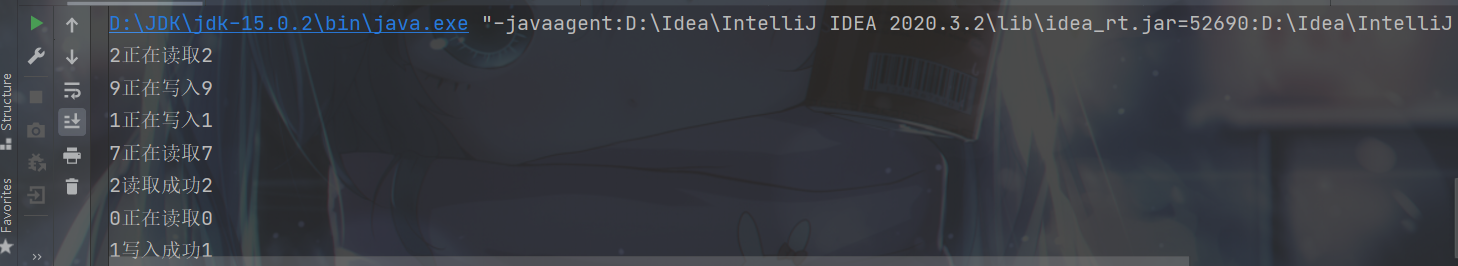 D:\JDK\jdk-15.0.2\bin\java.exe "-javaagent:D:\Idea\IntelliJ IDEA 2020.3.2\lib\idea_rt.jar=52690:D:\Idea\IntelliJ
2正在读取2
9正在写入9
1正在写入1
7正在读取7
2读取成功2
0正在读取0
1写入成功1
Structure
Favorites